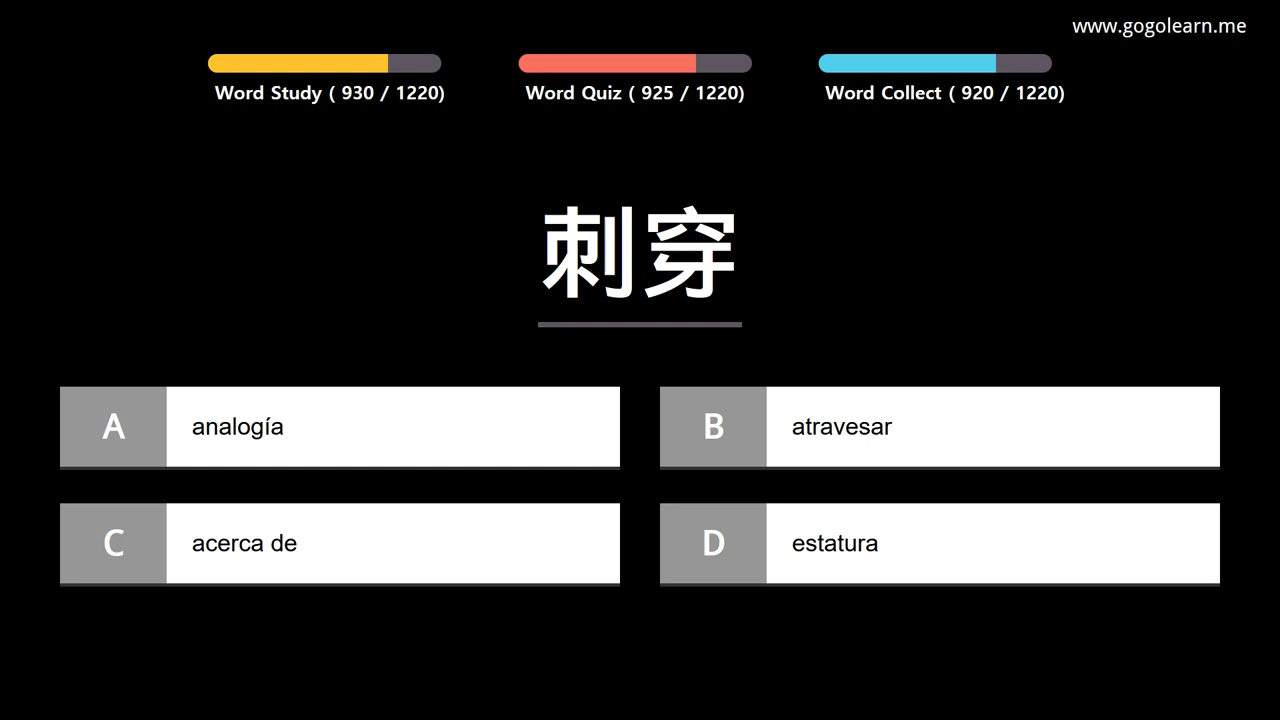 www.gogolearn.me
Word Study ( 930 / 1220)
Word Quiz ( 925 / 1220)
Word Collect ( 920 / 1220)
刺穿
A analogía
B atravesar
C acerca de
D estatura